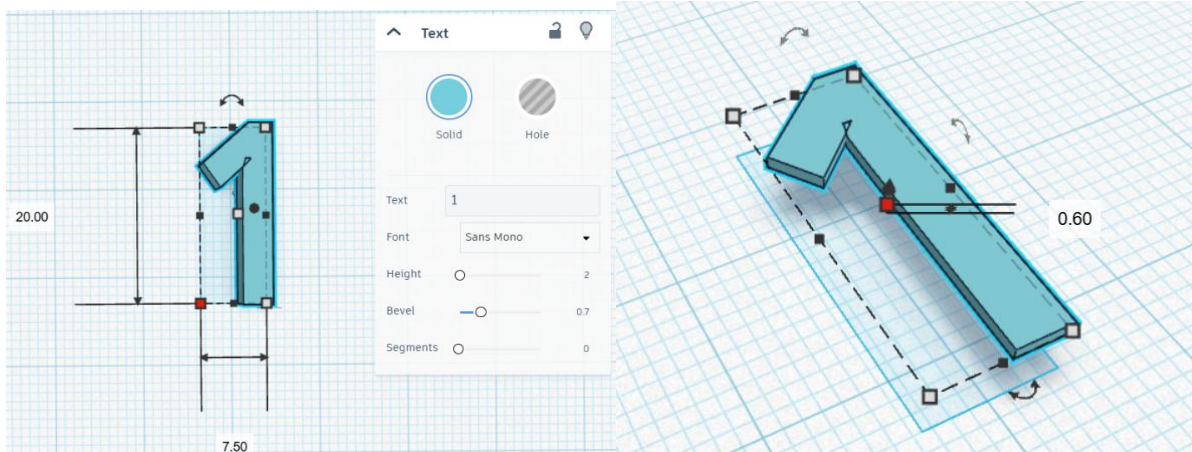 Text
Solid Hole
Text 1
Font Sans Mono
Height 2
Bevel 0.7
Segments 0
20.00
7.50
0.60